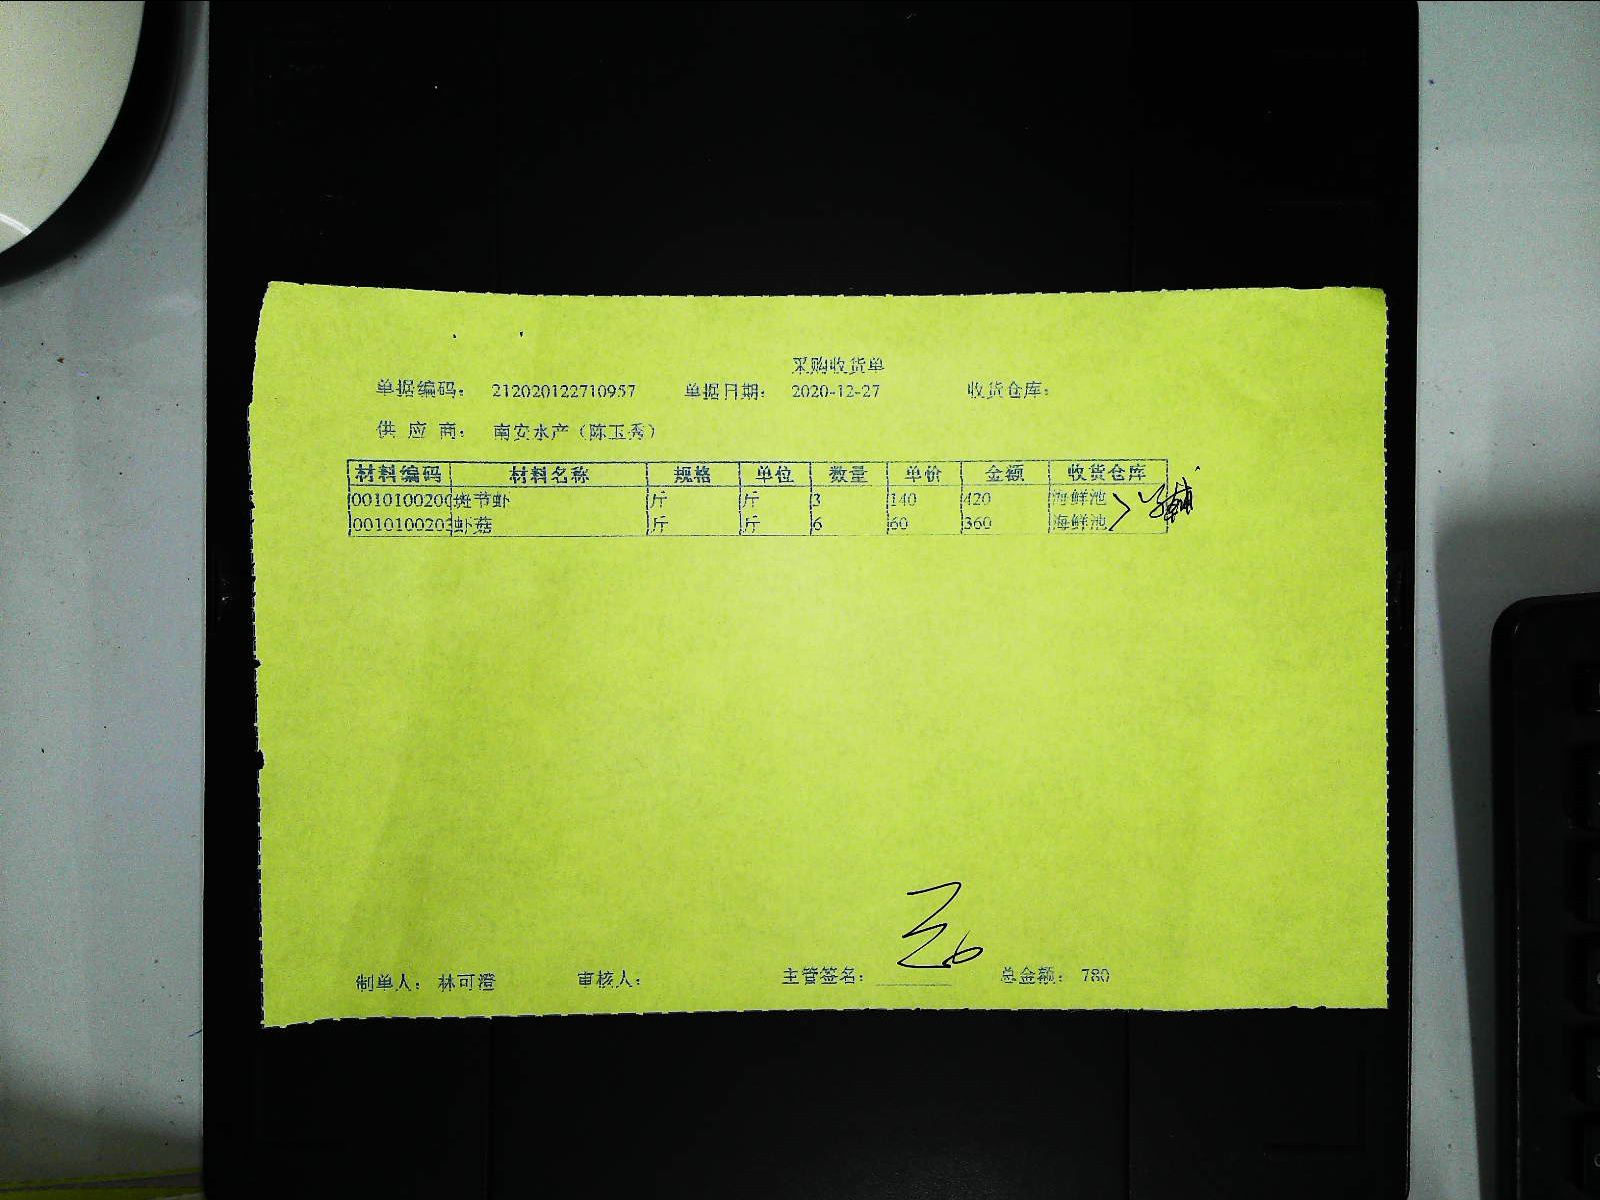 采购收货单
单据编码: 212020122710957 单据日期: 2020-12-27 收货仓库:
供 应 商: 南安水产（陈玉秀）
材料编码 材料名称 规格 单位 数量 单价 金额 收货仓库
0010100200 斑节虾 斤 斤 3 140 420 海鲜池
0010100203 虾菇 斤 斤 6 60 360 海鲜池
制单人: 林可澄 审核人: 主管签名: 总金额: 780